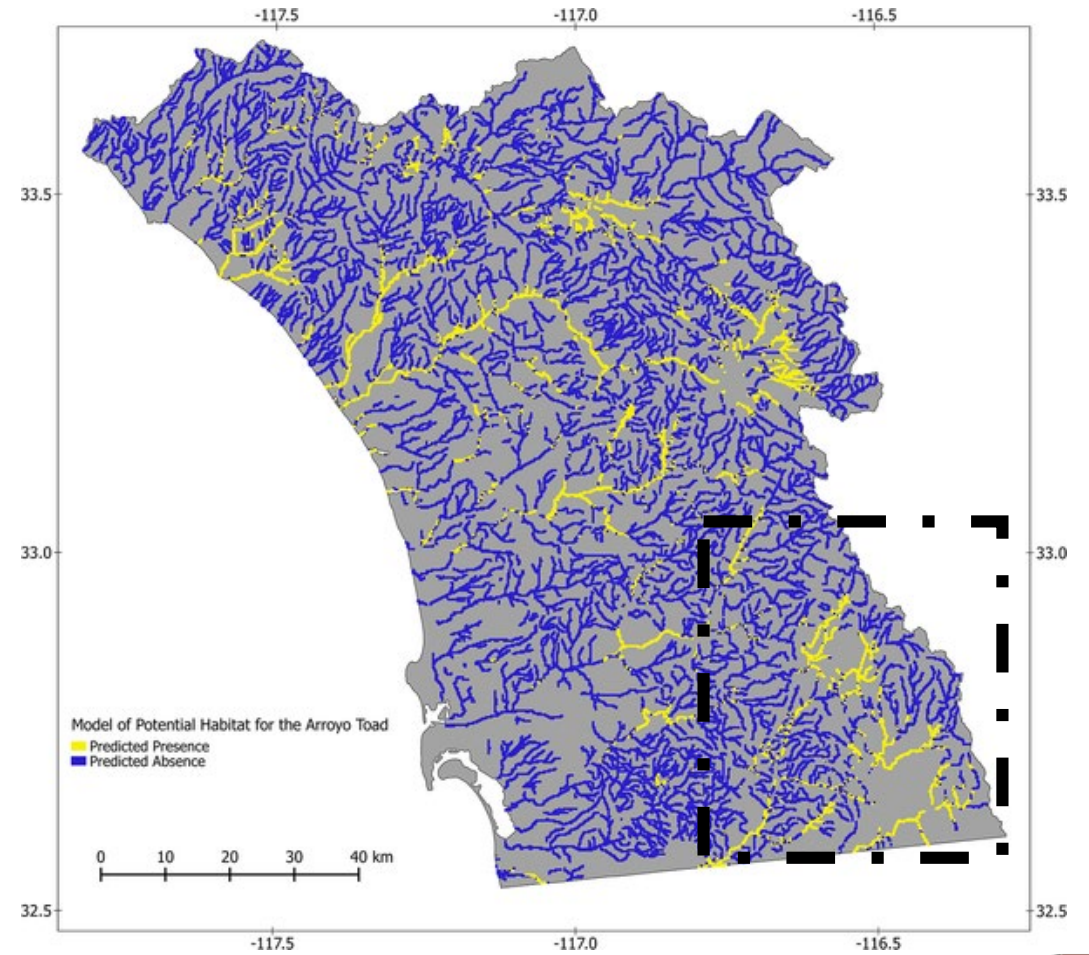 -117.5 -117.0 -116.5
33.5 33.5
33.0 33.0
Model of Potential Habitat for the Arroyo Toad
Predicted Presence
Predicted Absence
0 10 20 30 40 km
32.5 32.5
-117.5 -117.0 -116.5